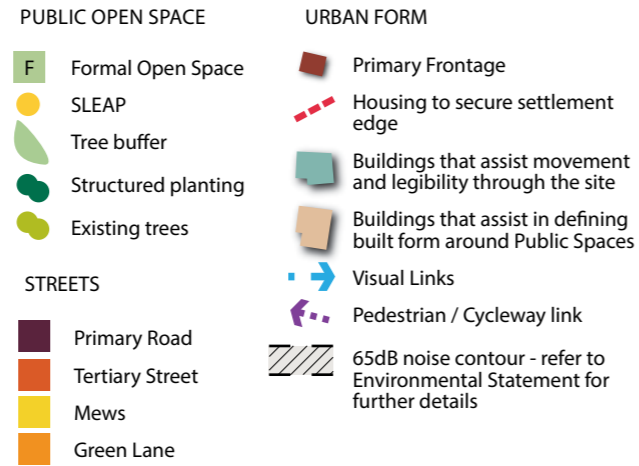 PUBLIC OPEN SPACE
F Formal Open Space
SLEAP
Tree buffer
Structured planting
Existing trees
STREETS
Primary Road
Tertiary Street
Mews
Green Lane
URBAN FORM
Primary Frontage
Housing to secure settlement
edge
Buildings that assist movement
and legibility through the site
Buildings that assist in defining
built form around Public Spaces
Visual Links
Pedestrian / Cycleway link
65dB noise contour - refer to
Environmental Statement for
further details